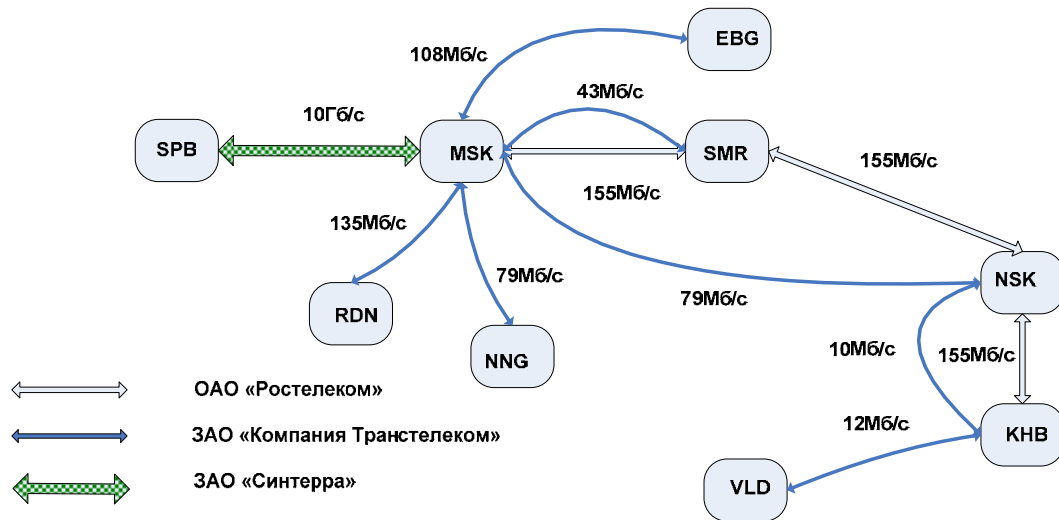 EBG
108Мб/с
43Мб/с
10Гб/с
SPB
MSK
SMR
155Мб/с
155Мб/с
135Мб/с
79Мб/с
79Мб/с
NSK
RDN
NNG
10Мб/с
155Мб/с
ОАО «Ростелеком»
ЗАО «Компания Транстелеком»
12Мб/с
KHB
ЗАО «Синтерра»
VLD